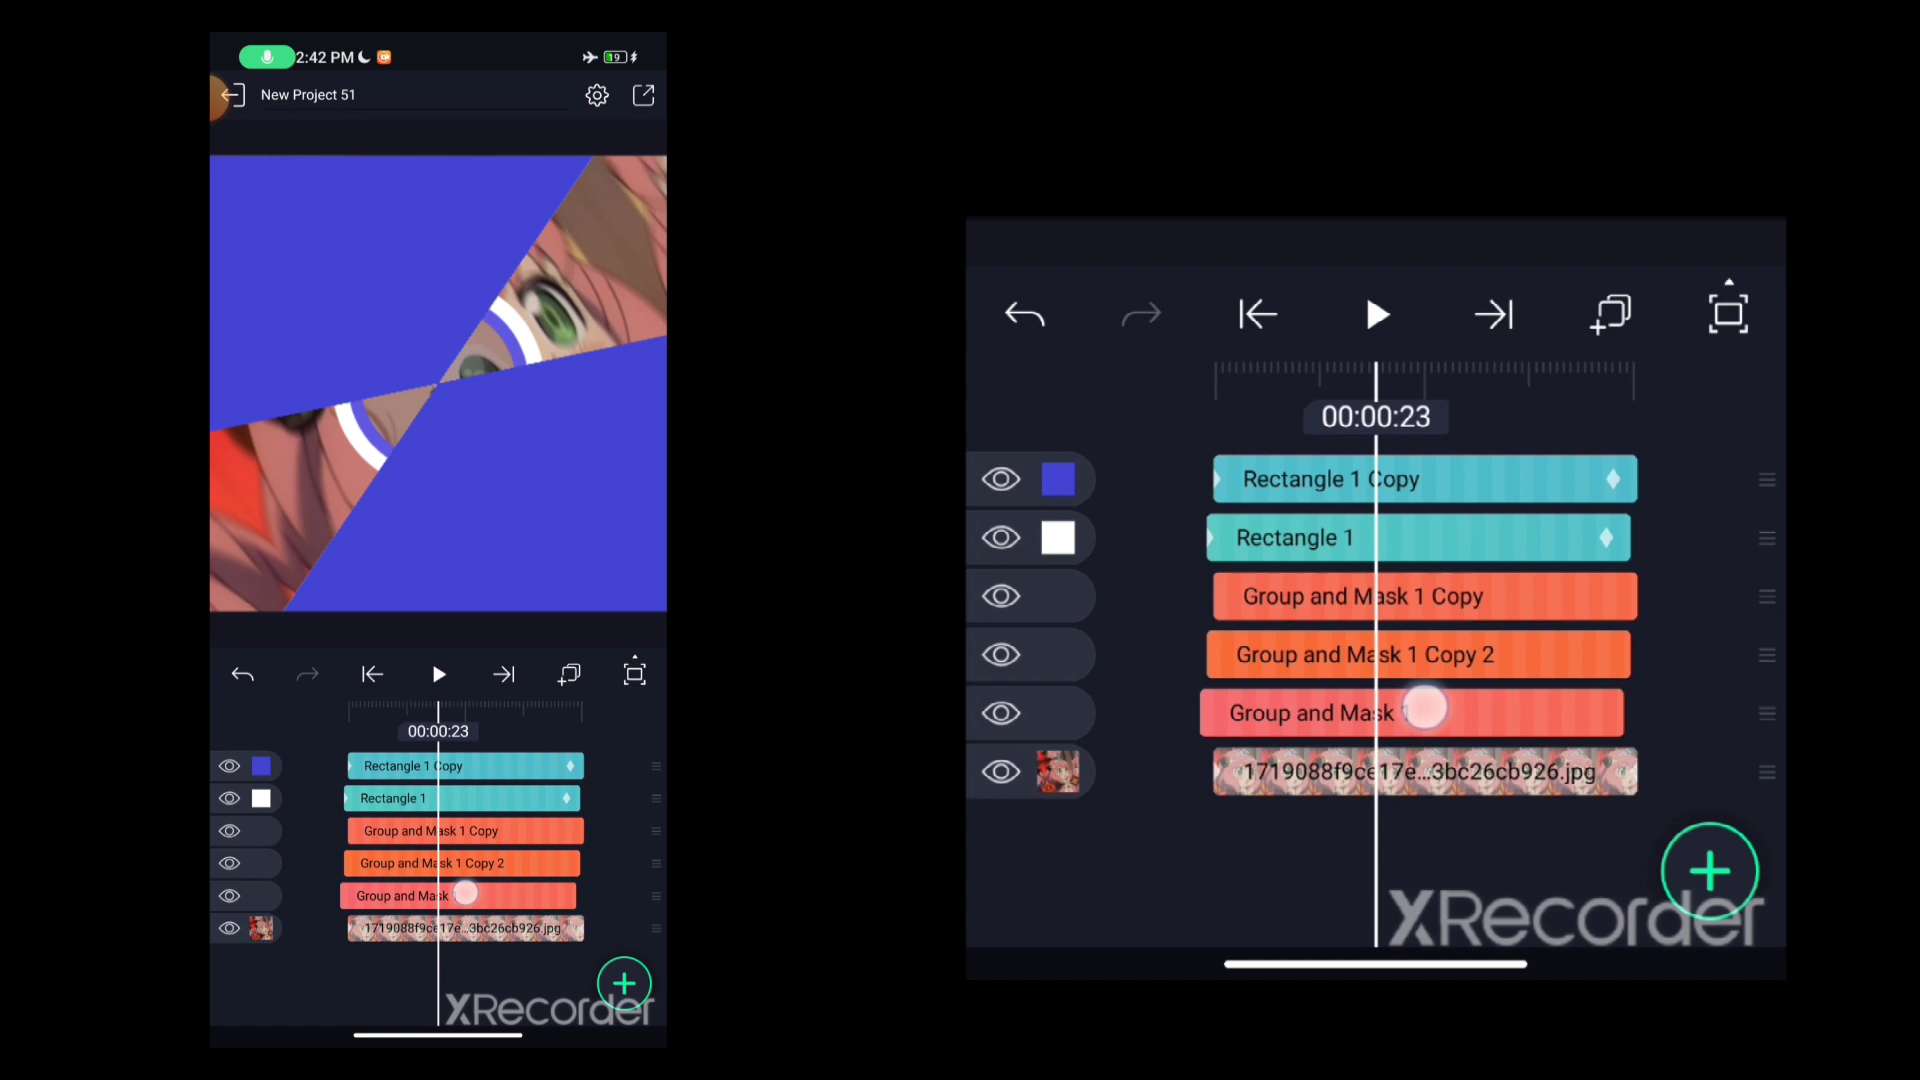 2:42 PM
9
New Project 51
00:00:23
Rectangle 1 Copy
Rectangle 1
Group and Mask 1 Copy
Group and Mask 1 Copy 2
Group and Mask
1719088f9ce17e...3bc26cb926.jpg
XRecorder
00:00:23
Rectangle 1 Copy
Rectangle 1
Group and Mask 1 Copy
Group and Mask 1 Copy 2
Group and Mask 1
1719088f9ce17e...3bc26cb926.jpg
XRecorder